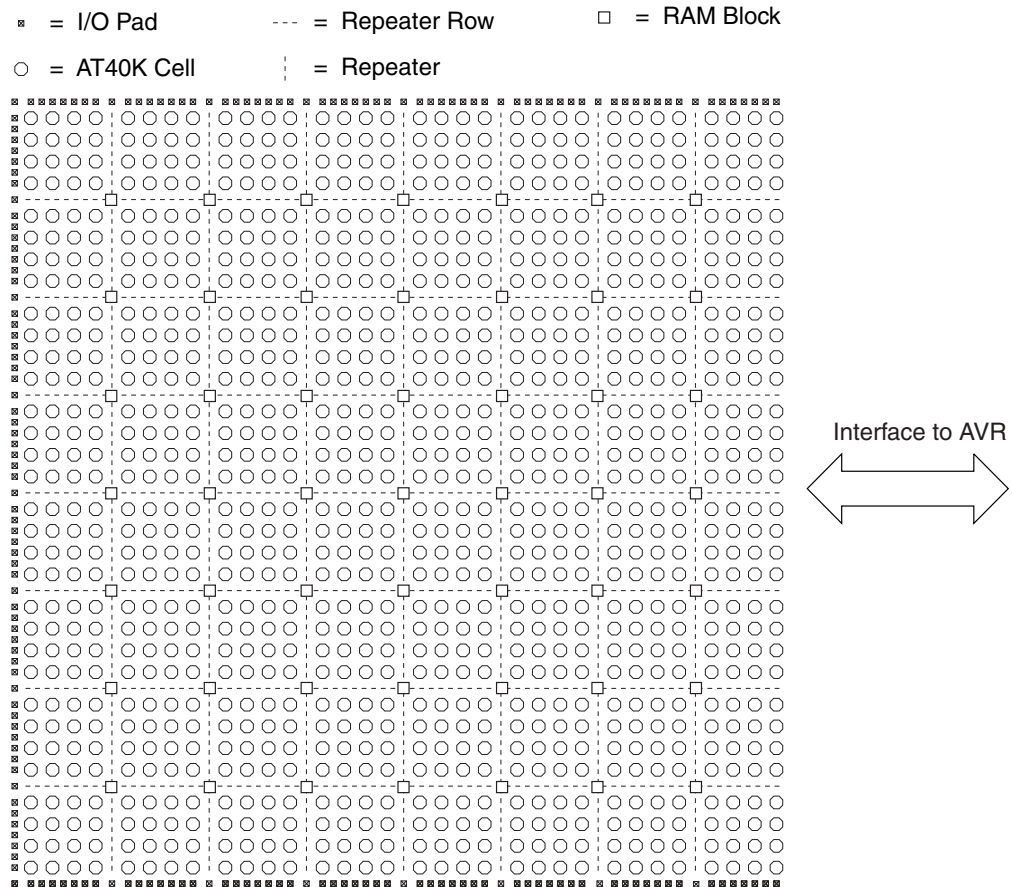 = I/O Pad
= Repeater Row
= RAM Block
= AT40K Cell
= Repeater
Interface to AVR